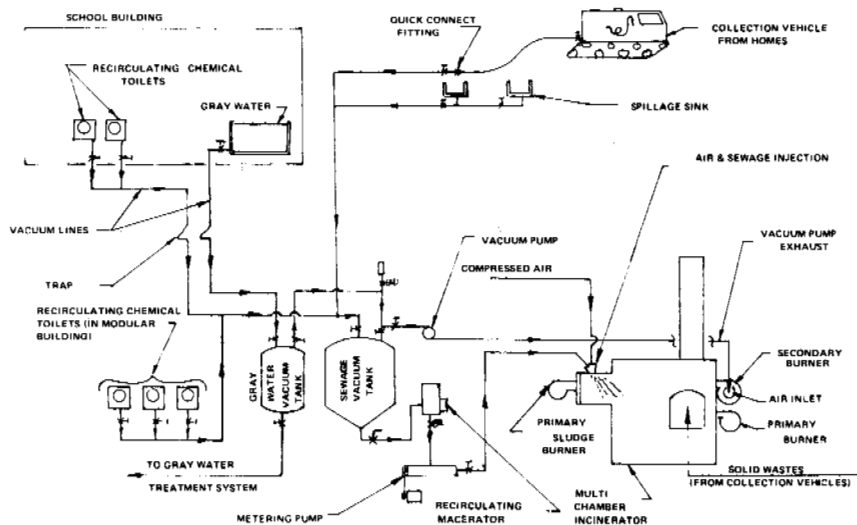 SCHOOL BUILDING
RECIRCULATING CHEMICAL
TOILETS
GRAY WATER
QUICK CONNECT
FITTING
COLLECTION VEHICLE
FROM HOMES
SPILLAGE SINK
AIR & SEWAGE INJECTION
VACUUM LINES
TRAP
VACUUM PUMP
COMPRESSED AIR
VACUUM PUMP
EXHAUST
RECIRCULATING CHEMICAL
TOILETS (IN MODULAR
BUILDING)
GRAY
WATER
VACUUM
TANK
SEWAGE
VACUUM
TANK
SECONDARY
BURNER
AIR INLET
PRIMARY
SLUDGE
BURNER
PRIMARY
BURNER
TO GRAY WATER
TREATMENT SYSTEM
SOLID WASTES
(FROM COLLECTION VEHICLES)
METERING PUMP
RECIRCULATING
MACERATOR
MULTI
CHAMBER
INCINERATOR